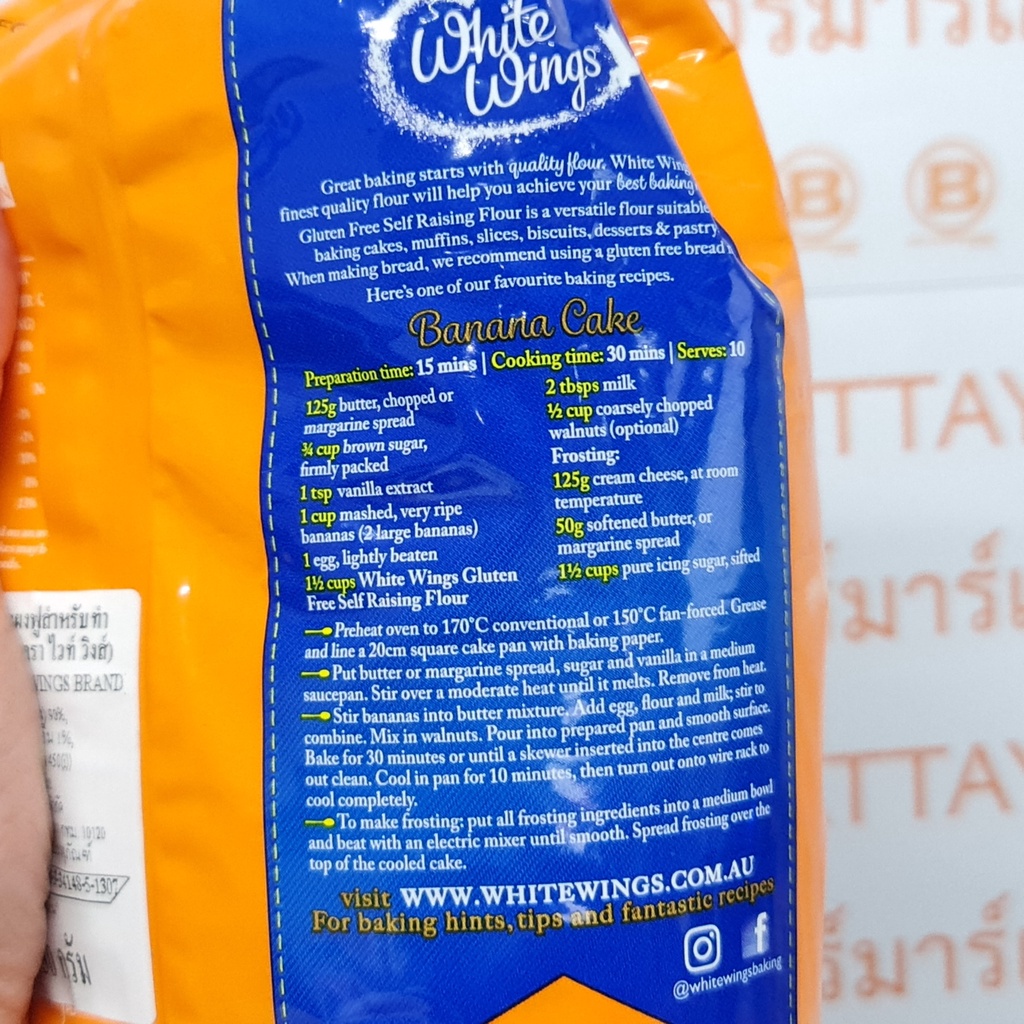 White
Wings
Great baking starts with quality flour. White
finest quality flour will help you achieve your best baking
Gluten Free Self Raising Flour is a versatile flour suitable
baking cakes, muffins, slices, biscuits, desserts & pastry
When making bread, we recommend using a gluten free bread
Here's one of our favourite baking recipes.
Banana Cake
Preparation time: 15 mins | Cooking time: 30 mins | Serves: 10
125g butter, chopped or
margarine spread
¾ cup brown sugar,
firmly packed
1 tsp vanilla extract
1 cup mashed, very ripe
bananas (2 large bananas)
1 egg, lightly beaten
1½ cups White Wings Gluten
Free Self Raising Flour
2 tbsps milk
½ cup coarsely chopped
walnuts (optional)
Frosting:
125g cream cheese, at room
temperature
50g softened butter, or
margarine spread
1½ cups pure icing sugar, sifted
Preheat oven to 170°C conventional or 150°C fan-forced. Grease
and line a 20cm square cake pan with baking paper.
Put butter or margarine spread, sugar and vanilla in a medium
saucepan. Stir over a moderate heat until it melts. Remove from heat.
Stir bananas into butter mixture. Add egg, flour and milk; stir to
combine. Mix in walnuts. Pour into prepared pan and smooth surface.
Bake for 30 minutes or until a skewer inserted into the centre comes
out clean. Cool in pan for 10 minutes, then turn out onto wire rack to
cool completely.
To make frosting; put all frosting ingredients into a medium bowl
and beat with an electric mixer until smooth. Spread frosting over the
top of the cooled cake.
visit WWW.WHITEWINGS.COM.AU
For baking hints, tips and fantastic recipes
@whitewingsbaking
ไวท์ วิงส์)
WINGS BRAND
10120
34148-5-1307
กรัม
B